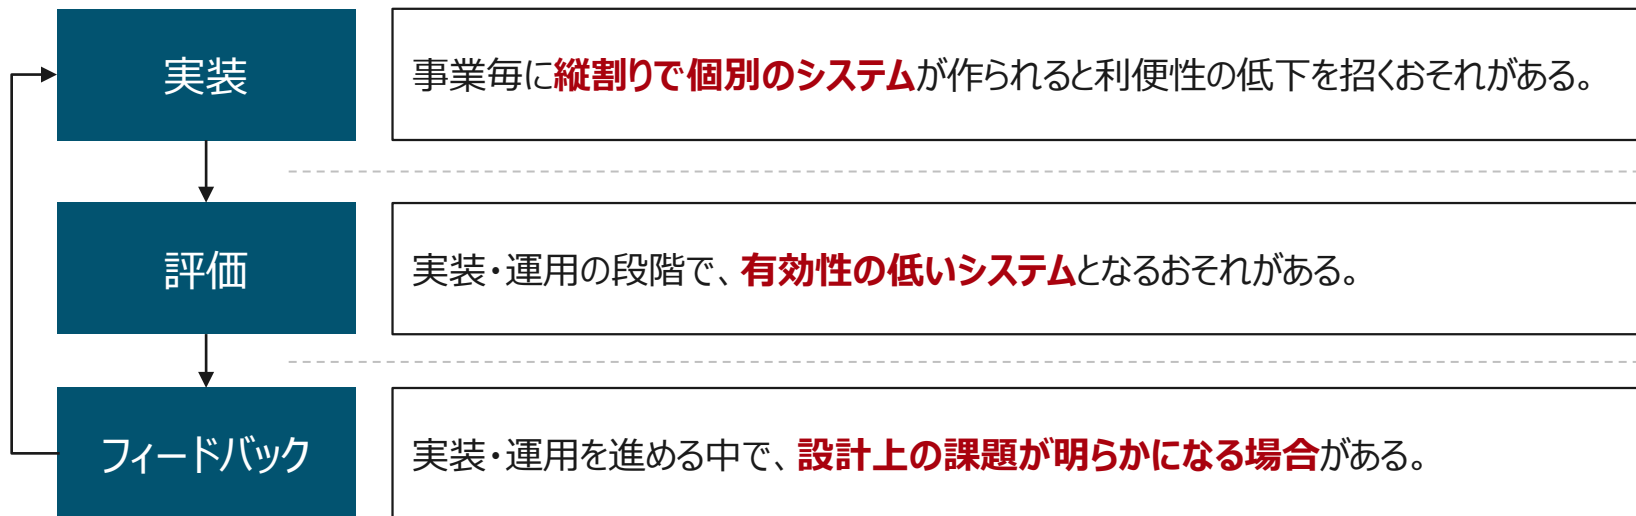 実装
事業毎に縦割りで個別のシステムが作られると利便性の低下を招くおそれがある。
評価
実装・運用の段階で、有効性の低いシステムとなるおそれがある。
フィードバック
実装・運用を進める中で、設計上の課題が明らかになる場合がある。